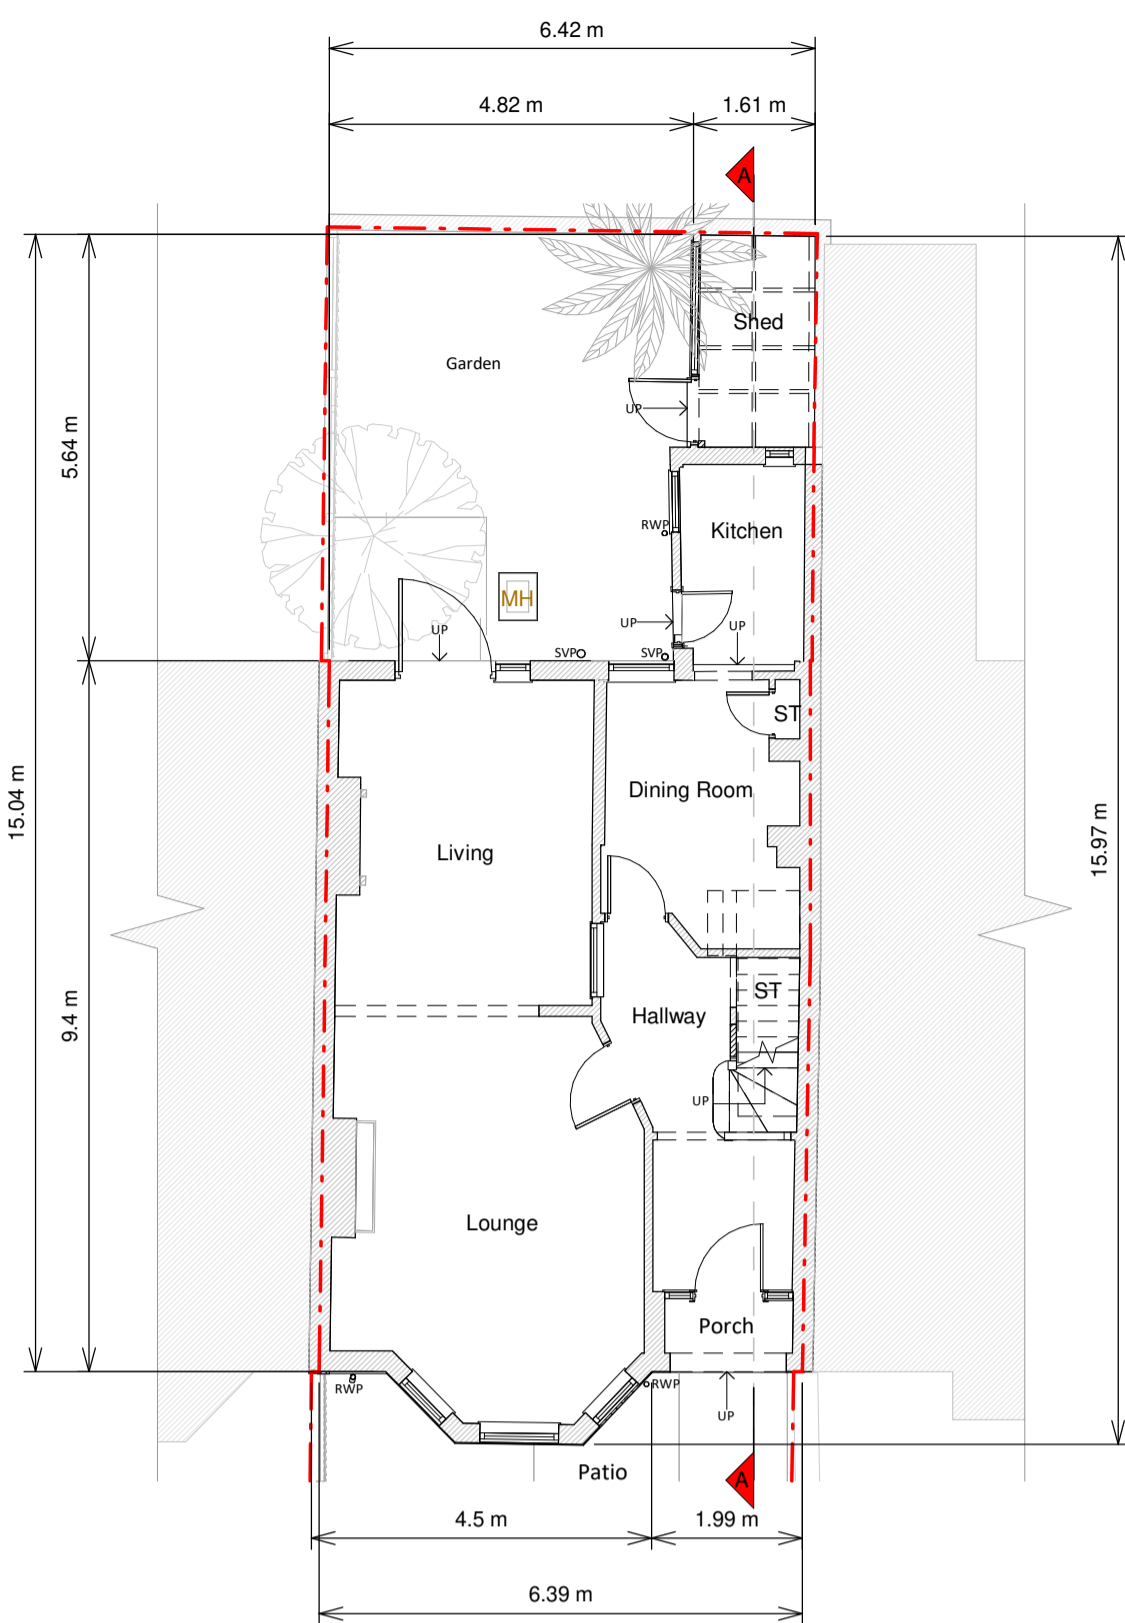 6.42 m
4.82 m
1.61 m
A
Shed
Garden
UP
5.64 m
RWP
Kitchen
MH
UP
UP
UP
SVP
SVP
ST
Dining Room
15.04 m
Living
15.97 m
ST
9.4 m
Hallway
UP
Lounge
Porch
RWP
RWP
UP
Patio
A
4.5 m
1.99 m
6.39 m